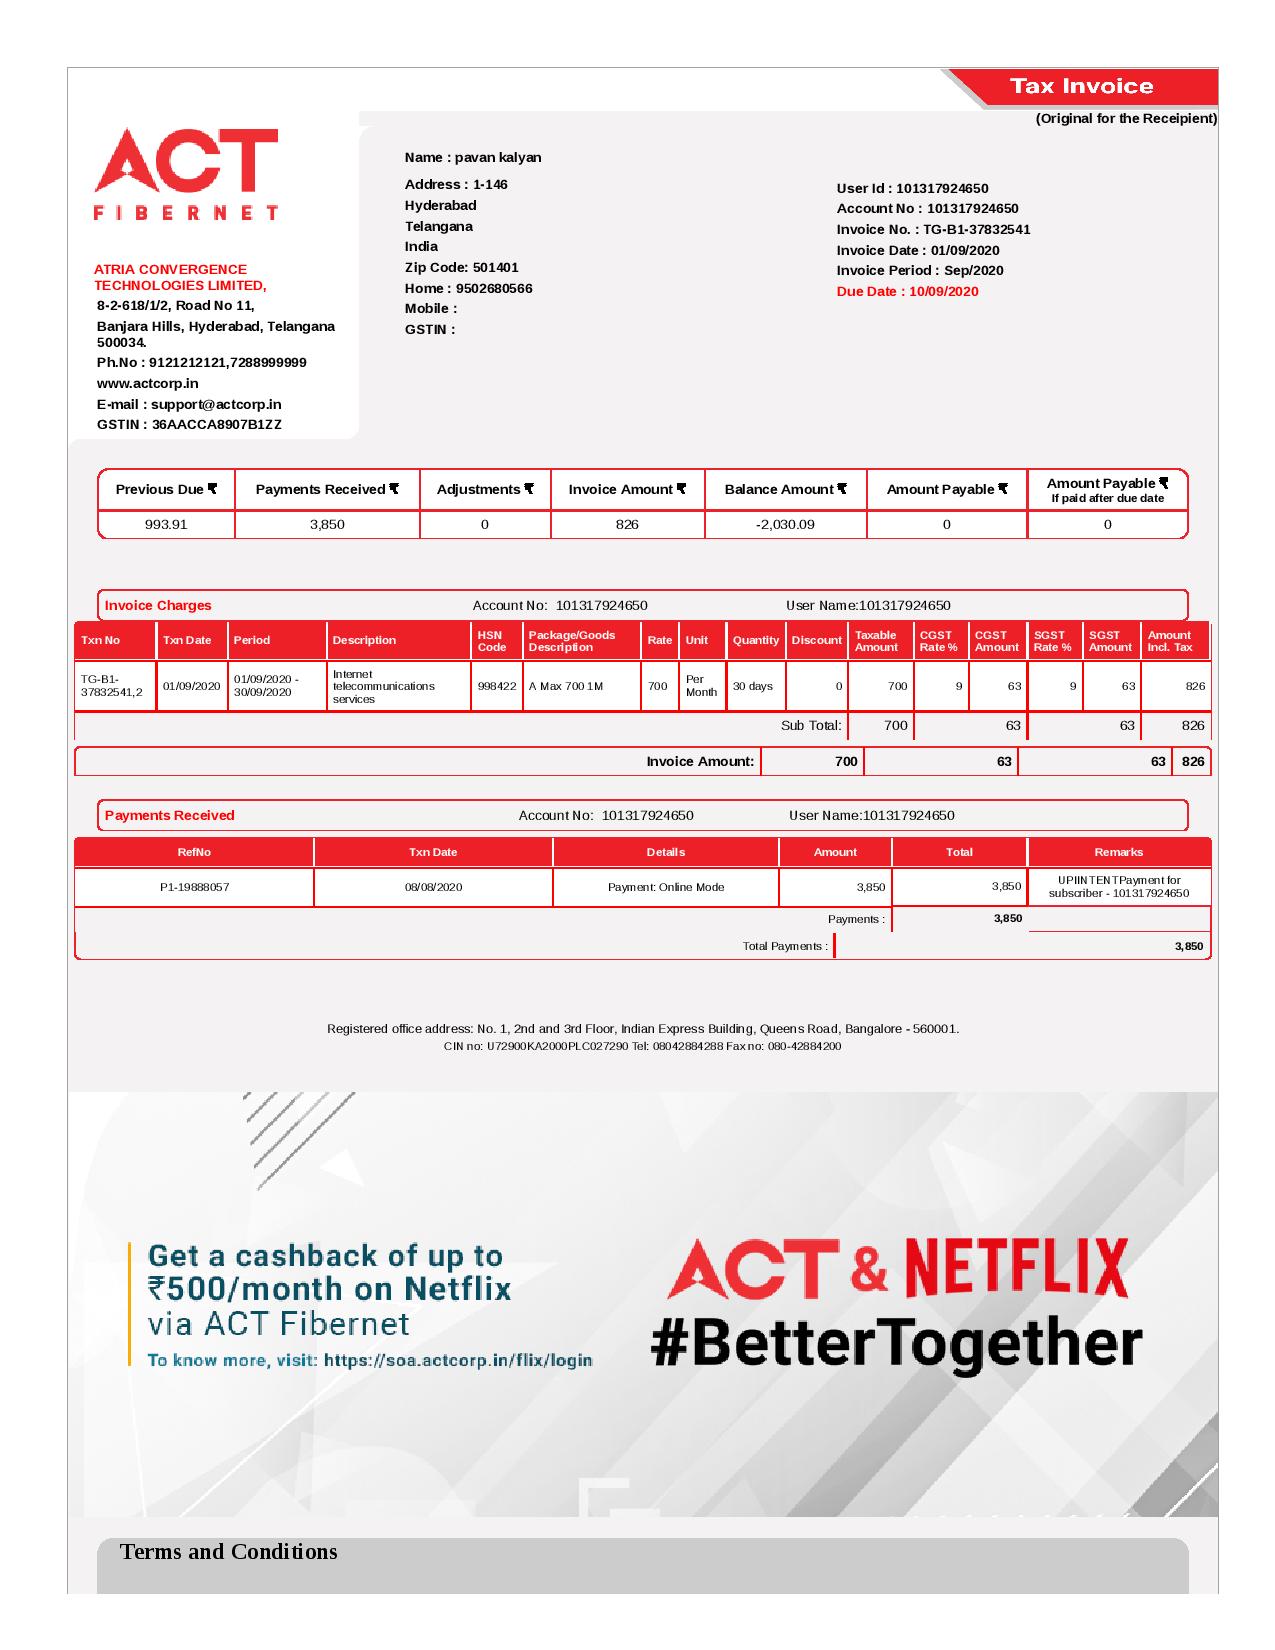 Tax Invoice
(Original for the Receipient)
ACT
FIBERNET
ATRIA CONVERGENCE
TECHNOLOGIES LIMITED,
8-2-618/1/2, Road No 11,
Banjara Hills, Hyderabad, Telangana
500034.
Ph.No : 9121212121,7288999999
www.actcorp.in
E-mail : support@actcorp.in
GSTIN : 36AACCA8907B1ZZ
Name : pavan kalyan
Address : 1-146
Hyderabad
Telangana
India
Zip Code: 501401
Home : 9502680566
Mobile :
GSTIN :
User Id : 101317924650
Account No : 101317924650
Invoice No. : TG-B1-37832541
Invoice Date : 01/09/2020
Invoice Period : Sep/2020
Due Date : 10/09/2020
Previous Due ₹ Payments Received ₹ Adjustments ₹ Invoice Amount ₹ Balance Amount ₹ Amount Payable ₹ Amount Payable ₹
If paid after due date
993.91 3,850 0 826 -2,030.09 0 0
Invoice Charges Account No: 101317924650 User Name:101317924650
Txn No Txn Date Period Description HSN Code Package/Goods Description Rate Unit Quantity Discount Taxable Amount CGST Rate % CGST Amount SGST Rate % SGST Amount Amount Incl. Tax
TG-B1-37832541,2 01/09/2020 01/09/2020 - 30/09/2020 Internet telecommunications services 998422 A Max 700 1M 700 Per Month 30 days 0 700 9 63 9 63 826
Sub Total: 700 63 63 826
Invoice Amount: 700 63 63 826
Payments Received Account No: 101317924650 User Name:101317924650
RefNo Txn Date Details Amount Total Remarks
P1-19888057 08/08/2020 Payment: Online Mode 3,850 3,850 UPIINTENTPayment for subscriber - 101317924650
Payments : 3,850
Total Payments : 3,850
Registered office address: No. 1, 2nd and 3rd Floor, Indian Express Building, Queens Road, Bangalore - 560001.
CIN no: U72900KA2000PLC027290 Tel: 08042884288 Fax no: 080-42884200
Get a cashback of up to
₹500/month on Netflix
via ACT Fibernet
To know more, visit: https://soa.actcorp.in/flix/login
ACT & NETFLIX
#BetterTogether
Terms and Conditions